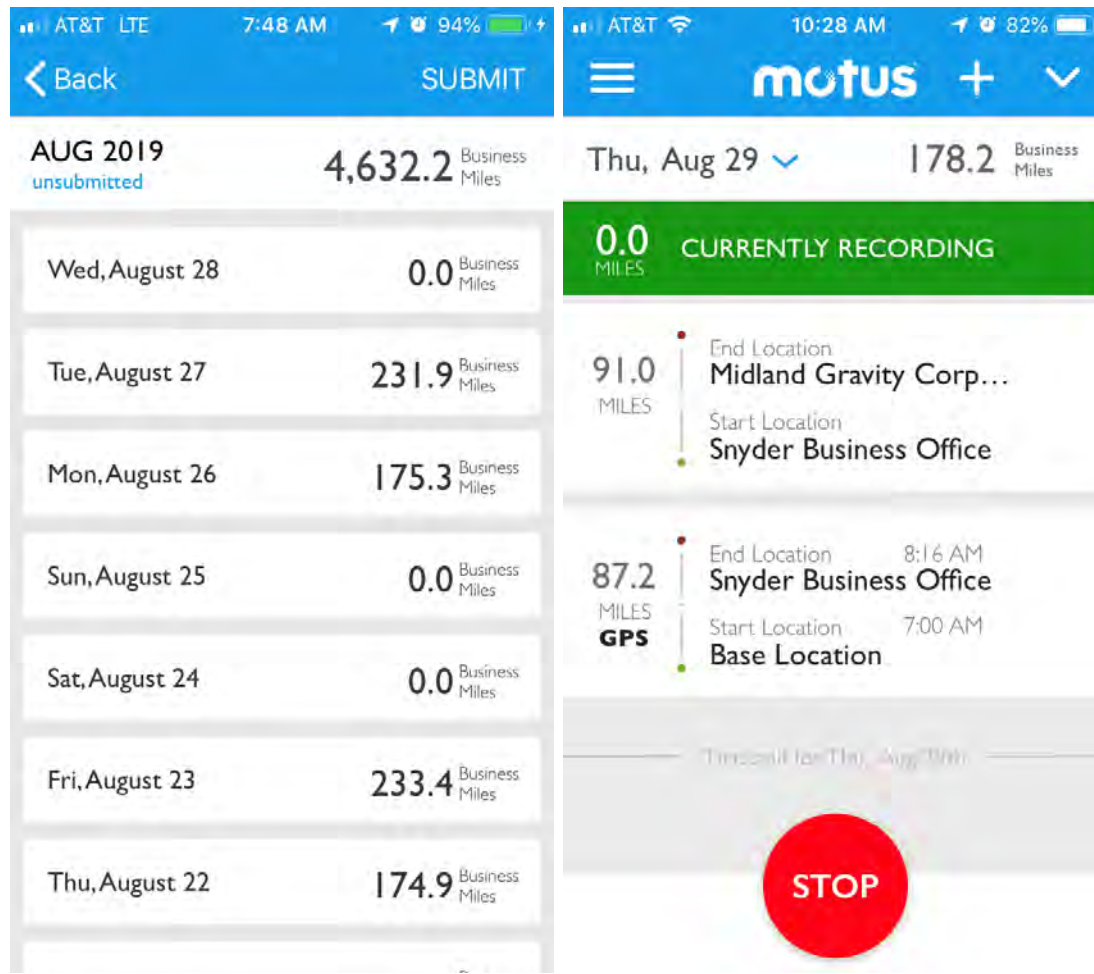 AT&T LTE 7:48 AM 94%
Back SUBMIT
AUG 2019 4,632.2 Business Miles
unsubmitted
Wed, August 28 0.0 Business Miles
Tue, August 27 231.9 Business Miles
Mon, August 26 175.3 Business Miles
Sun, August 25 0.0 Business Miles
Sat, August 24 0.0 Business Miles
Fri, August 23 233.4 Business Miles
Thu, August 22 174.9 Business Miles
AT&T 10:28 AM 82%
motus
Thu, Aug 29 178.2 Business Miles
0.0 MILES CURRENTLY RECORDING
91.0 MILES
End Location
Midland Gravity Corp...
Start Location
Snyder Business Office
87.2 MILES GPS
End Location 8:16 AM
Snyder Business Office
Start Location 7:00 AM
Base Location
for Thu, Aug
STOP